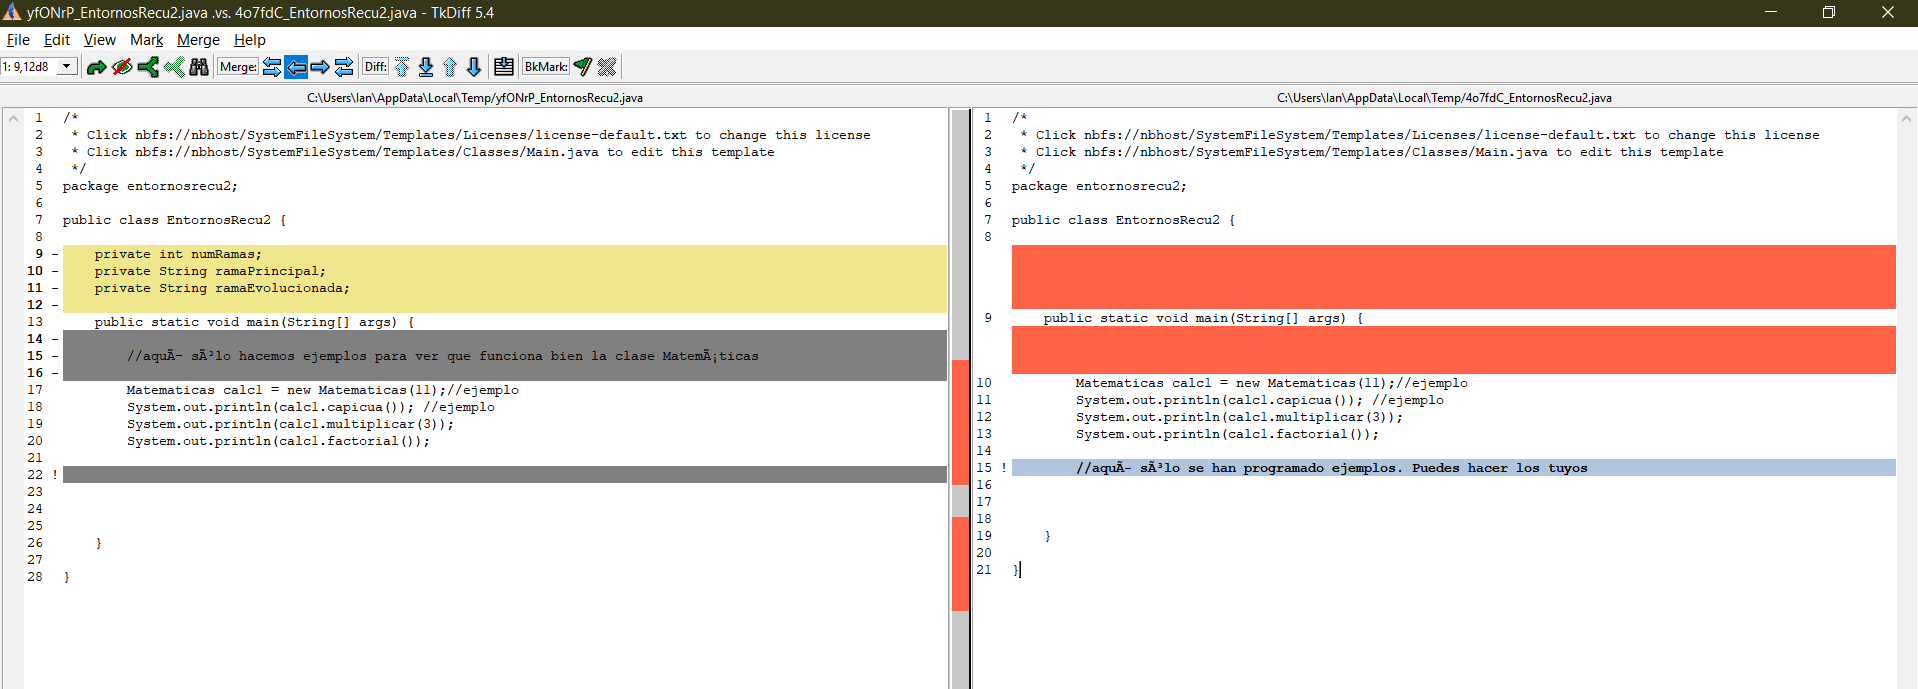 yfONrP_EntornosRecu2.java .vs. 4o7fdC_EntornosRecu2.java - TkDiff 5.4
File Edit View Mark Merge Help
1: 9,12d8 Merge: Diff: BkMark:
C:\Users\Ian\AppData\Local\Temp/yfONrP_EntornosRecu2.java
1 /*
2  * Click nbfs://nbhost/SystemFileSystem/Templates/Licenses/license-default.txt to change this license
3  * Click nbfs://nbhost/SystemFileSystem/Templates/Classes/Main.java to edit this template
4  */
5 package entornosrecu2;
6
7 public class EntornosRecu2 {
8
9 -     private int numRamas;
10 -     private String ramaPrincipal;
11 -     private String ramaEvolucionada;
12 -
13     public static void main(String[] args) {
14 -
15 -         //aquÃ- sÃ³lo hacemos ejemplos para ver que funciona bien la clase MatemÃ¡ticas
16 -
17         Matematicas calc1 = new Matematicas(11);//ejemplo
18         System.out.println(calc1.capicua()); //ejemplo
19         System.out.println(calc1.multiplicar(3));
20         System.out.println(calc1.factorial());
21
22 !
23
24
25
26     }
27
28 }
C:\Users\Ian\AppData\Local\Temp/4o7fdC_EntornosRecu2.java
1 /*
2  * Click nbfs://nbhost/SystemFileSystem/Templates/Licenses/license-default.txt to change this license
3  * Click nbfs://nbhost/SystemFileSystem/Templates/Classes/Main.java to edit this template
4  */
5 package entornosrecu2;
6
7 public class EntornosRecu2 {
8
9     public static void main(String[] args) {
10         Matematicas calc1 = new Matematicas(11);//ejemplo
11         System.out.println(calc1.capicua()); //ejemplo
12         System.out.println(calc1.multiplicar(3));
13         System.out.println(calc1.factorial());
14
15 !         //aquÃ- sÃ³lo se han programado ejemplos. Puedes hacer los tuyos
16
17
18
19     }
20
21 }